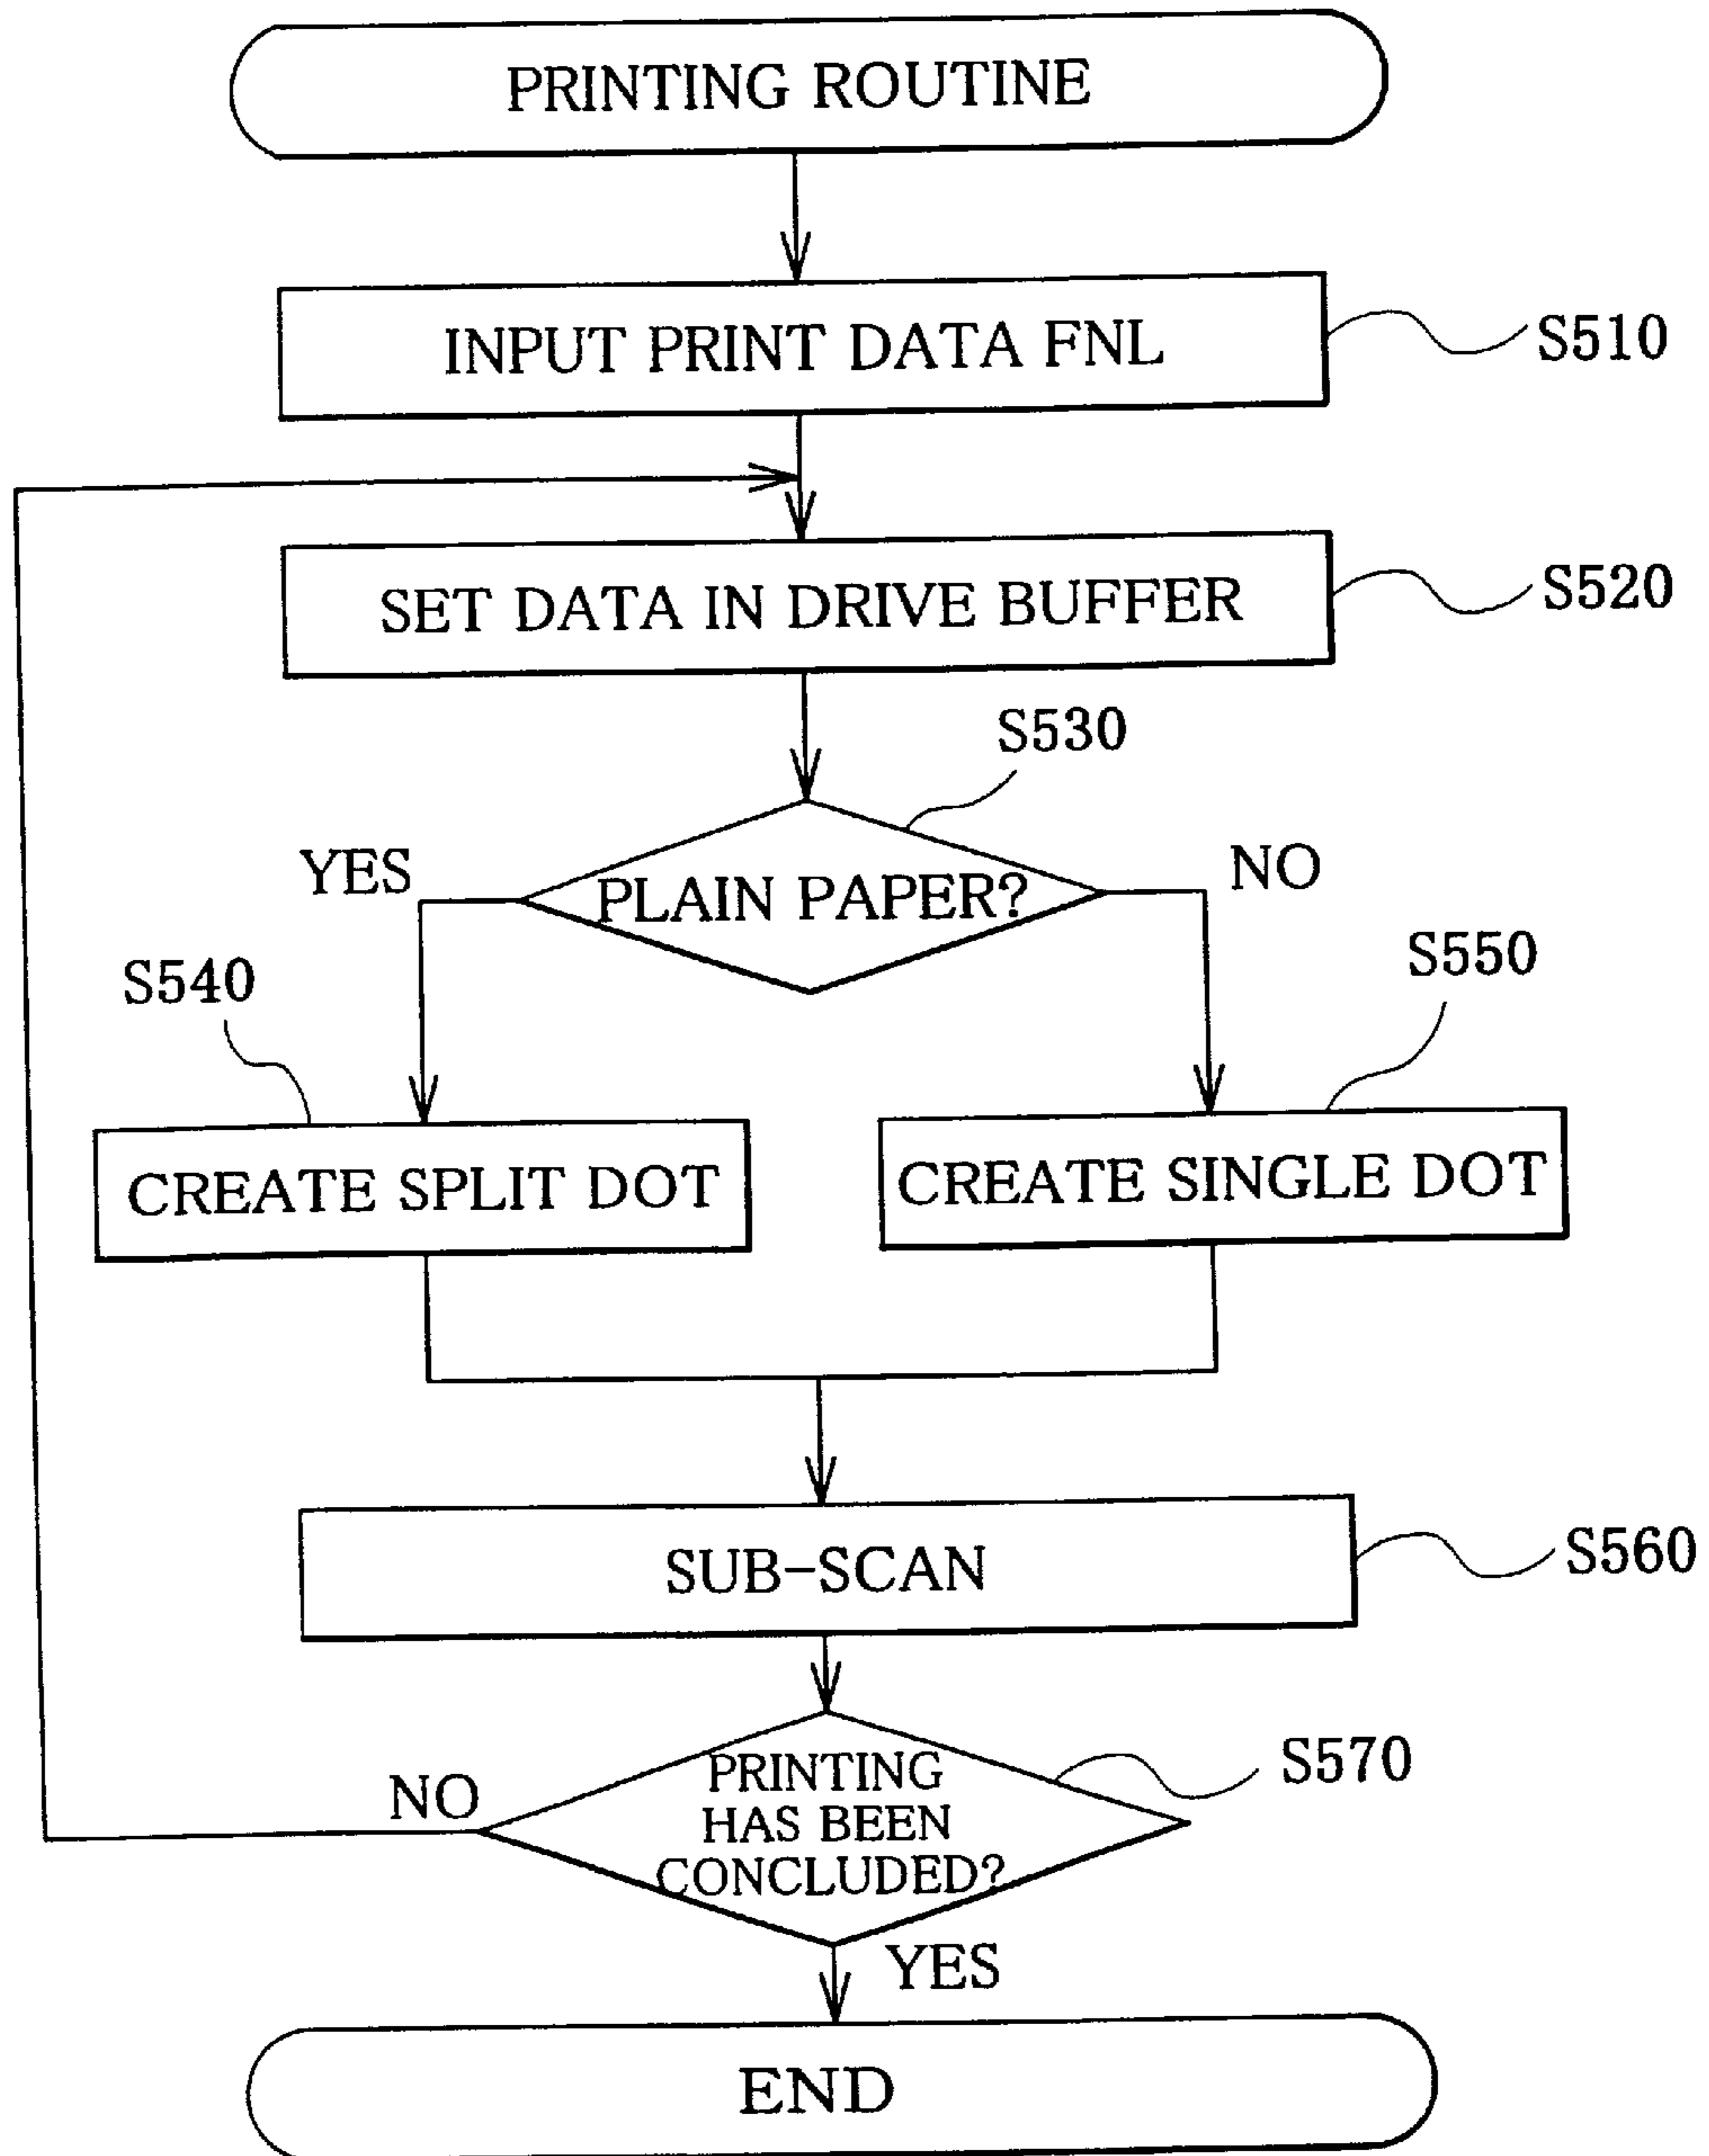 PRINTING ROUTINE
INPUT PRINT DATA FNL
S510
SET DATA IN DRIVE BUFFER
S520
S530
YES
PLAIN PAPER?
NO
S540
S550
CREATE SPLIT DOT
CREATE SINGLE DOT
SUB-SCAN
S560
PRINTING
HAS BEEN
CONCLUDED?
S570
NO
YES
END